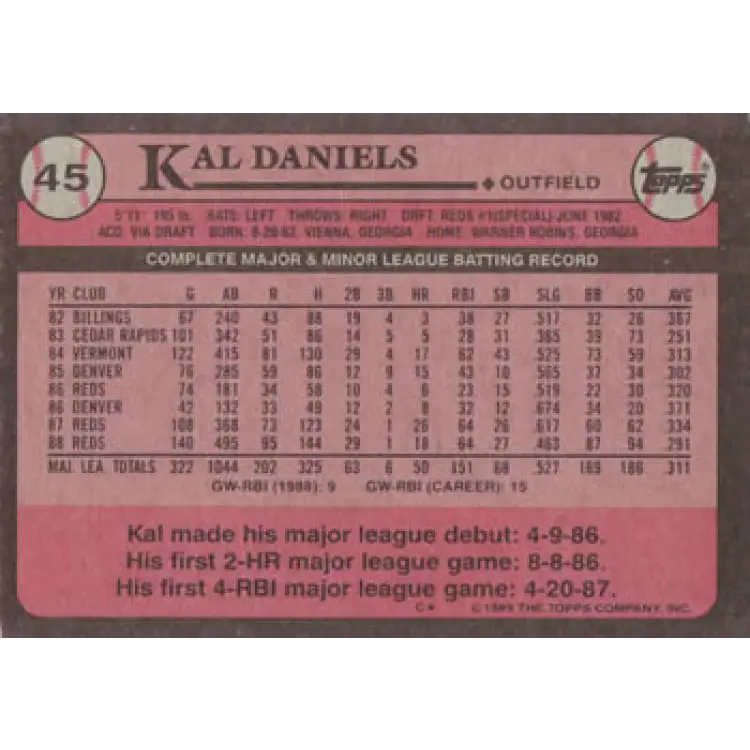 45
KAL DANIELS
OUTFIELD
TOPPS
5'11" 195 lb. BATS: LEFT THROWS: RIGHT DRFT: REDS #1(SPECIAL)-JUNE 1982
ACQ: VIA DRAFT BORN: 8-20-63, VIENNA, GEORGIA HOME: WARNER ROBINS, GEORGIA
COMPLETE MAJOR & MINOR LEAGUE BATTING RECORD
YR CLUB G AB R H 2B 3B HR RBI SB SLG BB SO AVG
82 BILLINGS 67 240 43 88 19 4 3 38 27 .517 32 26 .367
83 CEDAR RAPIDS 101 342 51 86 14 5 5 28 31 .365 39 73 .251
84 VERMONT 122 415 81 130 29 4 17 62 43 .525 73 59 .313
85 DENVER 76 285 59 86 12 9 15 43 10 .565 37 34 .302
86 REDS 74 181 34 58 10 4 6 23 15 .519 22 30 .320
86 DENVER 42 132 33 49 12 2 8 32 12 .674 34 20 .371
87 REDS 108 368 73 123 24 1 26 64 26 .617 60 62 .334
88 REDS 140 495 95 144 29 1 18 64 27 .463 87 94 .291
MAJ. LEA. TOTALS 322 1044 202 325 63 6 50 151 68 .527 169 186 .311
GW-RBI (1988): 9 GW-RBI (CAREER): 15
Kal made his major league debut: 4-9-86.
His first 2-HR major league game: 8-8-86.
His first 4-RBI major league game: 4-20-87.
C* © 1989 THE TOPPS COMPANY, INC.